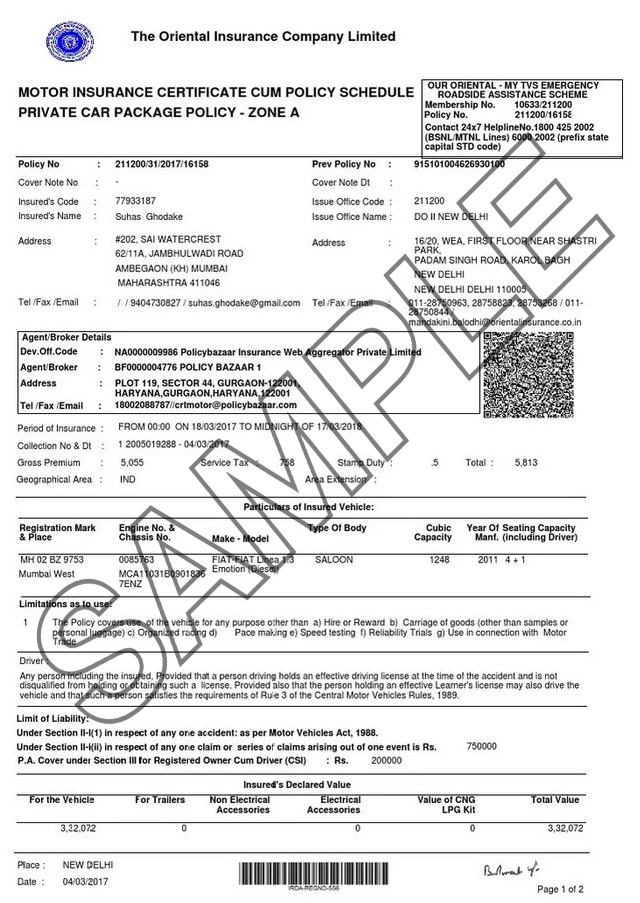 The Oriental Insurance Company Limited
MOTOR INSURANCE CERTIFICATE CUM POLICY SCHEDULE
PRIVATE CAR PACKAGE POLICY - ZONE A
OUR ORIENTAL - MY TVS EMERGENCY
ROADSIDE ASSISTANCE SCHEME
Membership No. 10633/211200
Policy No. 211200/16158
Contact 24x7 HelplineNo.1800 425 2002
(BSNL/MTNL Lines) 6000 2002 (prefix state
capital STD code)
Policy No : 211200/31/2017/16158 Prev Policy No : 915101004626930100
Cover Note No : - Cover Note Dt :
Insured's Code : 77933187 Issue Office Code : 211200
Insured's Name : Suhas Ghodake Issue Office Name : DO II NEW DELHI
Address : #202, SAI WATERCREST
62/11A, JAMBHULWADI ROAD
AMBEGAON (KH) MUMBAI
MAHARASHTRA 411046
Address : 16/20, WEA, FIRST FLOOR NEAR SHASTRI
PARK,
PADAM SINGH ROAD, KAROL BAGH
NEW DELHI
NEW DELHI DELHI 110005
Tel /Fax /Email : / / 9404730827 / suhas.ghodake@gmail.com
Tel /Fax /Email : 011-28750963, 28758823, 28753268 / 011-
28750844
mandakini.balodhi@orientalinsurance.co.in
Agent/Broker Details
Dev.Off.Code : NA0000009986 Policybazaar Insurance Web Aggregator Private Limited
Agent/Broker : BF0000004776 POLICY BAZAAR 1
Address : PLOT 119, SECTOR 44, GURGAON-122001,
HARYANA,GURGAON,HARYANA,122001
Tel /Fax /Email : 18002088787//crtmotor@policybazaar.com
Period of Insurance : FROM 00:00 ON 18/03/2017 TO MIDNIGHT OF 17/03/2018
Collection No & Dt : 1 2005019288 - 04/03/2017
Gross Premium : 5,055 Service Tax : 758 Stamp Duty : .5 Total : 5,813
Geographical Area : IND Area Extension :
Particulars of Insured Vehicle:
Registration Mark & Place Engine No. & Chassis No. Make - Model Type Of Body Cubic Capacity Year Of Manf. Seating Capacity (including Driver)
MH 02 BZ 9753 0085763 FIAT-FIAT Linea 1.3 SALOON 1248 2011 4 + 1
Mumbai West MCA11031B0901836 Emotion (Diesel)
7ENZ
Limitations as to use:
1 The Policy covers use of the vehicle for any purpose other than a) Hire or Reward b) Carriage of goods (other than samples or
personal luggage) c) Organized racing d) Pace making e) Speed testing f) Reliability Trials g) Use in connection with Motor
Trade
Driver :
Any person including the insured, Provided that a person driving holds an effective driving license at the time of the accident and is not
disqualified from holding or obtaining such a license. Provided also that the person holding an effective Learner's license may also drive the
vehicle and that such a person satisfies the requirements of Rule 3 of the Central Motor Vehicles Rules, 1989.
Limit of Liability:
Under Section II-I(1) in respect of any one accident: as per Motor Vehicles Act, 1988.
Under Section II-I(ii) in respect of any one claim or series of claims arising out of one event is Rs. 750000
P.A. Cover under Section III for Registered Owner Cum Driver (CSI) : Rs. 200000
Insured's Declared Value
For the Vehicle For Trailers Non Electrical Accessories Electrical Accessories Value of CNG LPG Kit Total Value
3,32,072 0 0 0 3,32,072
Place : NEW DELHI
Date : 04/03/2017
IRDA-REGNO-556
Page 1 of 2
SAMPLE